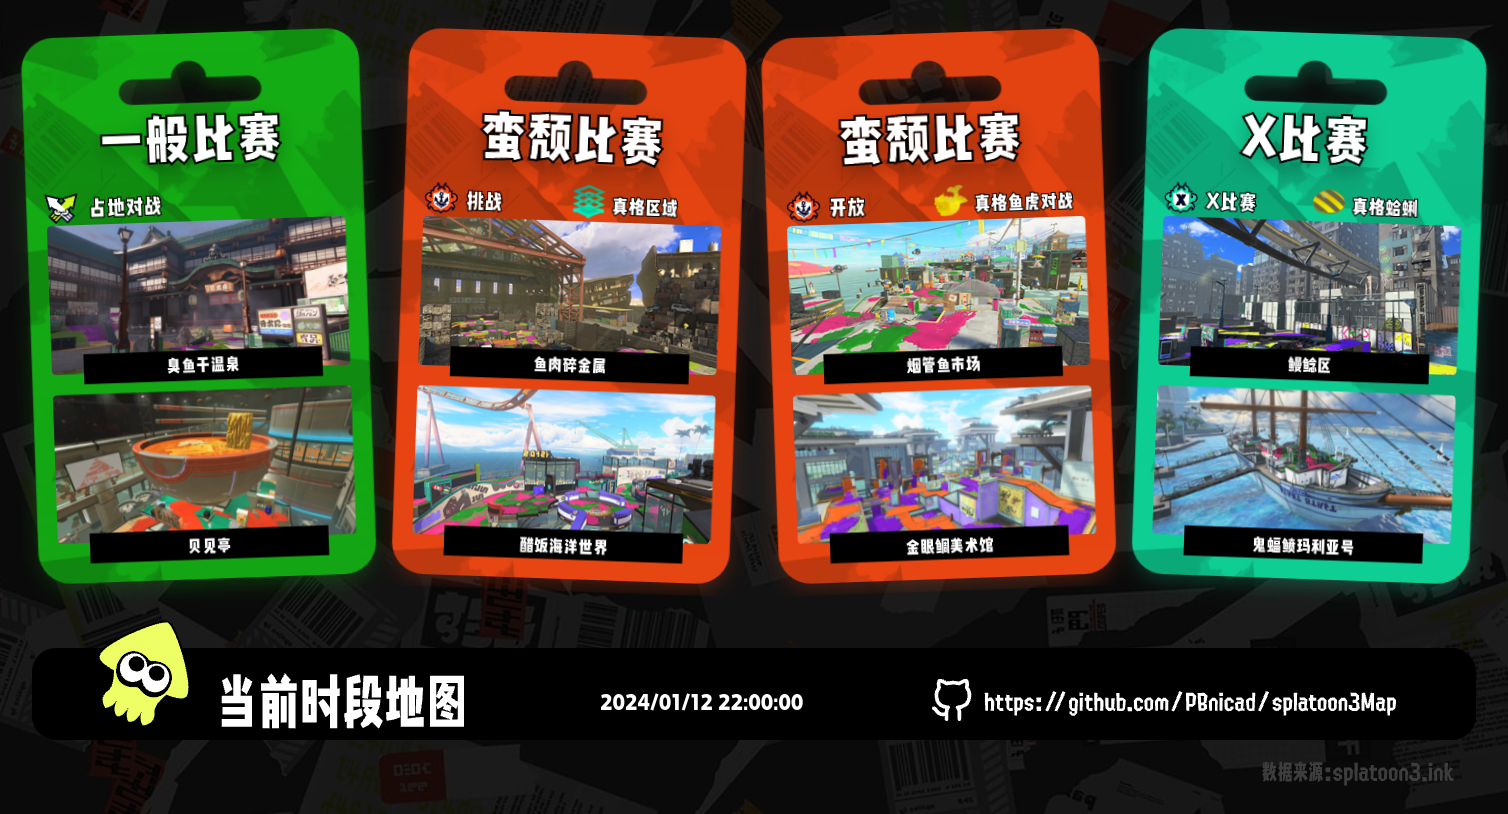 一般比赛
占地对战
臭鱼干温泉
贝见亭
蛮颓比赛
挑战
真格区域
鱼肉碎金属
醋饭海洋世界
蛮颓比赛
开放
真格鱼虎对战
烟管鱼市场
金眼鲷美术馆
X比赛
X比赛
真格蛤蜊
鳗鲶区
鬼蝠鲼玛利亚号
当前时段地图
2024/01/12 22:00:00
https://github.com/PBnicad/splatoon3Map
数据来源:splatoon3.ink